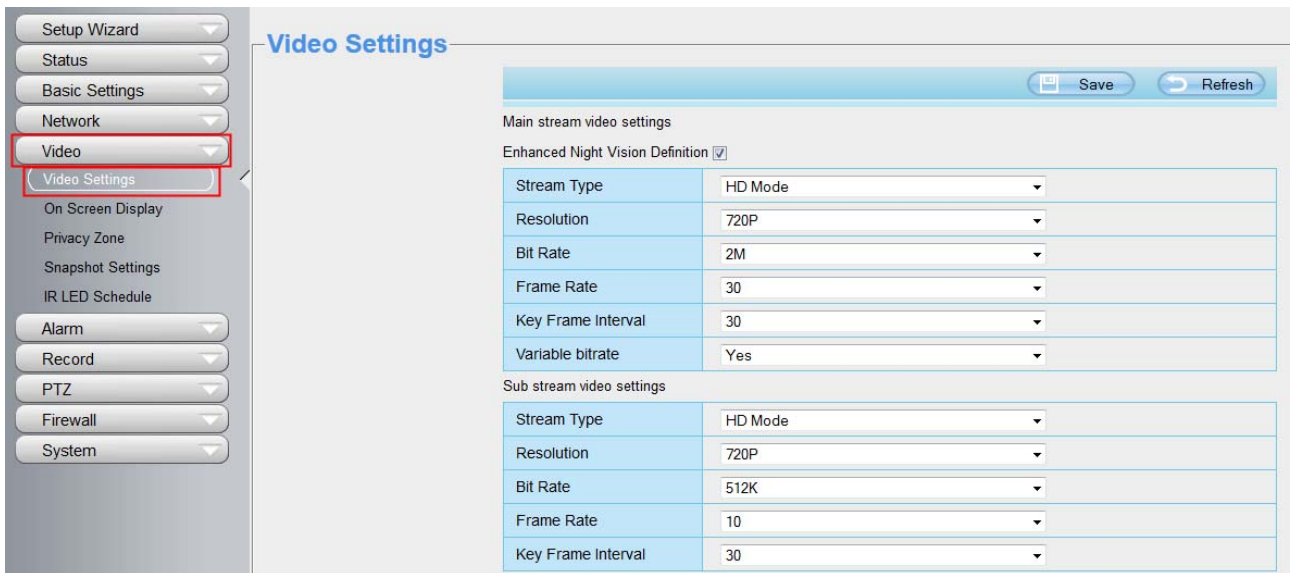 Setup Wizard
Status
Basic Settings
Network
Video
Video Settings
On Screen Display
Privacy Zone
Snapshot Settings
IR LED Schedule
Alarm
Record
PTZ
Firewall
System
Video Settings
Save Refresh
Main stream video settings
Enhanced Night Vision Definition
Stream Type HD Mode
Resolution 720P
Bit Rate 2M
Frame Rate 30
Key Frame Interval 30
Variable bitrate Yes
Sub stream video settings
Stream Type HD Mode
Resolution 720P
Bit Rate 512K
Frame Rate 10
Key Frame Interval 30